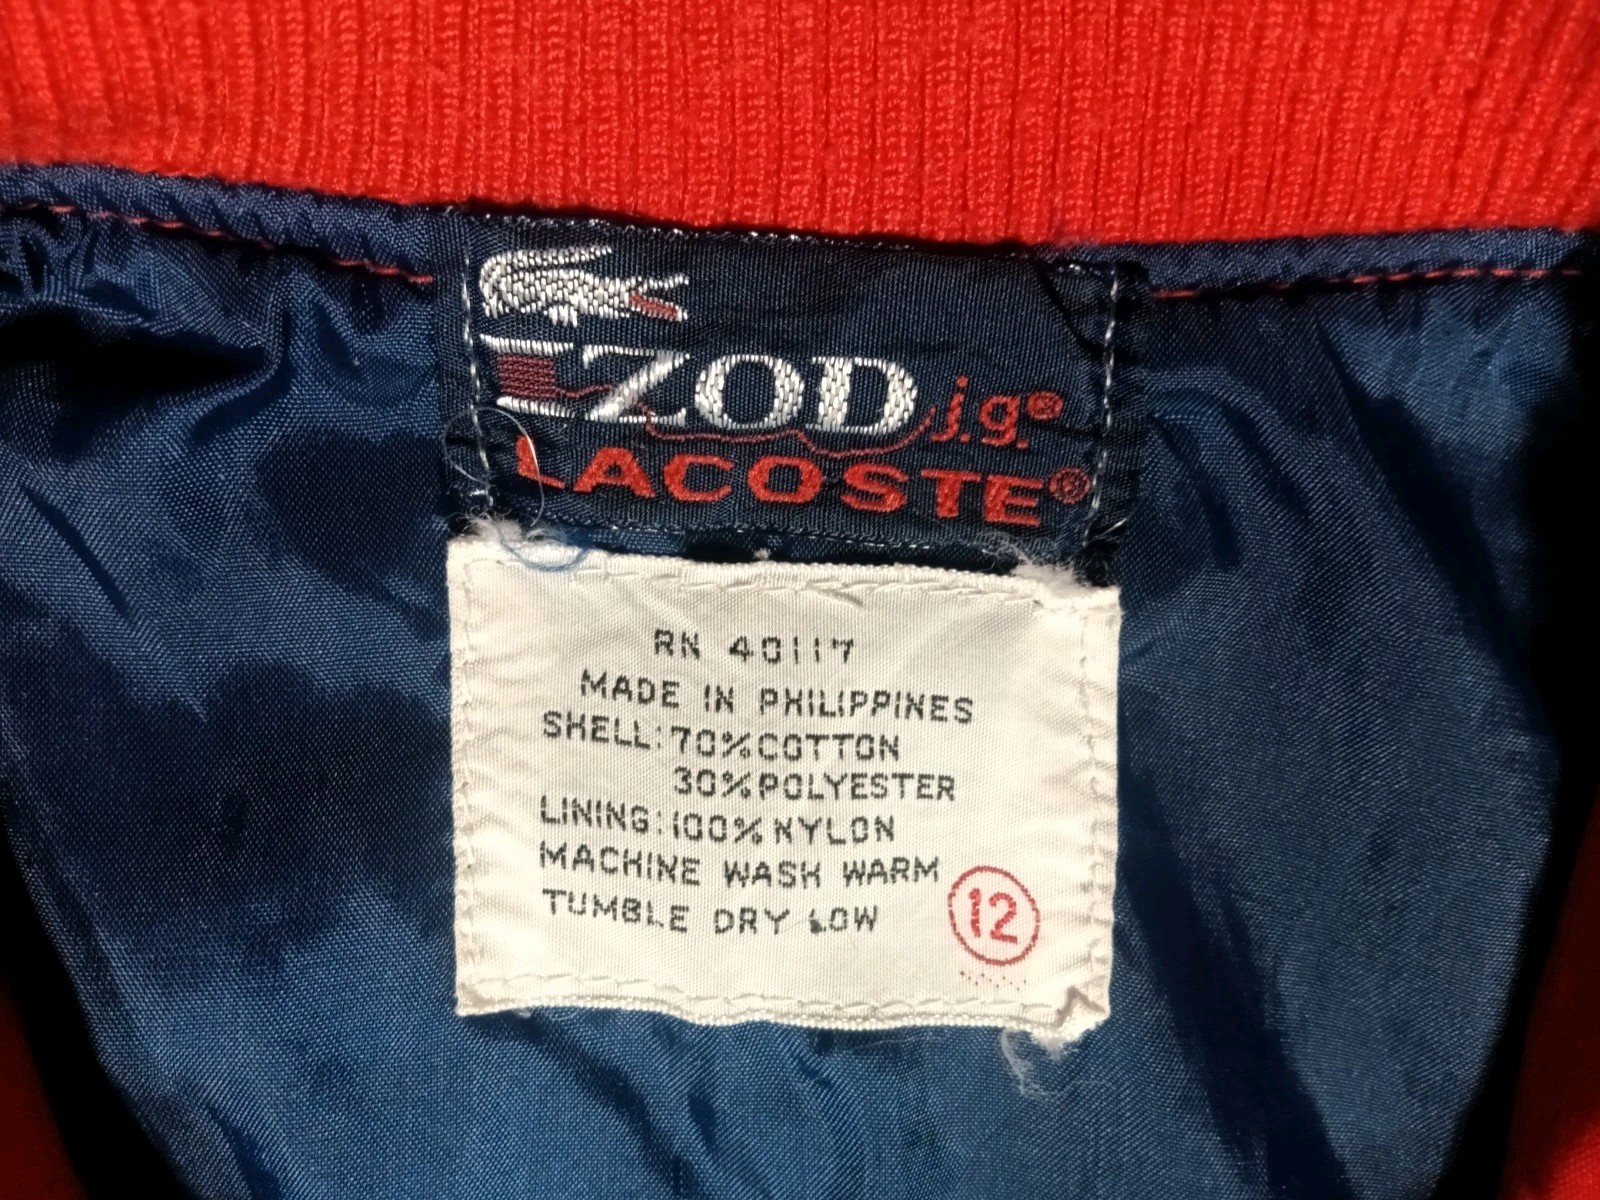 IZOD j.g.®
LACOSTE®
RN 40117
MADE IN PHILIPPINES
SHELL: 70% COTTON
30% POLYESTER
LINING: 100% NYLON
MACHINE WASH WARM
TUMBLE DRY LOW
12